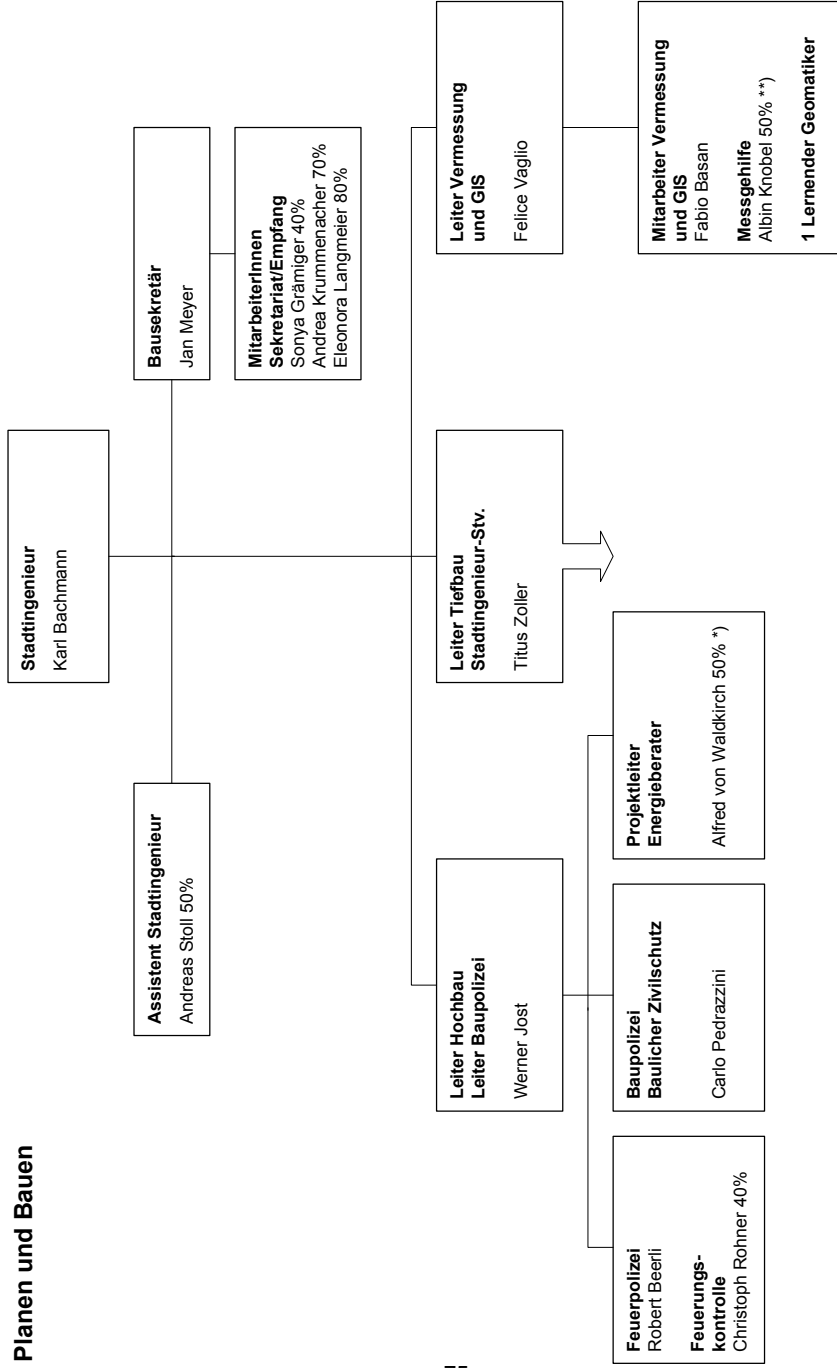 Planen und Bauen
Stadtingenieur
Karl Bachmann
Assistent Stadtingenieur
Andreas Stoll 50%
Bausekretär
Jan Meyer
MitarbeiterInnen
Sekretariat/Empfang
Sonya Grämiger 40%
Andrea Krummenacher 70%
Eleonora Langmeier 80%
Leiter Hochbau
Leiter Baupolizei
Werner Jost
Leiter Tiefbau
Stadtingenieur-Stv.
Titus Zoller
Leiter Vermessung
und GIS
Felice Vaglio
Feuerpolizei
Robert Beerli
Feuerungs-
kontrolle
Christoph Rohner 40%
Baupolizei
Baulicher Zivilschutz
Carlo Pedrazzini
Projektleiter
Energieberater
Alfred von Waldkirch 50% *)
Mitarbeiter Vermessung
und GIS
Fabio Basan
Messgehilfe
Albin Knobel 50% **)
1 Lernender Geomatiker